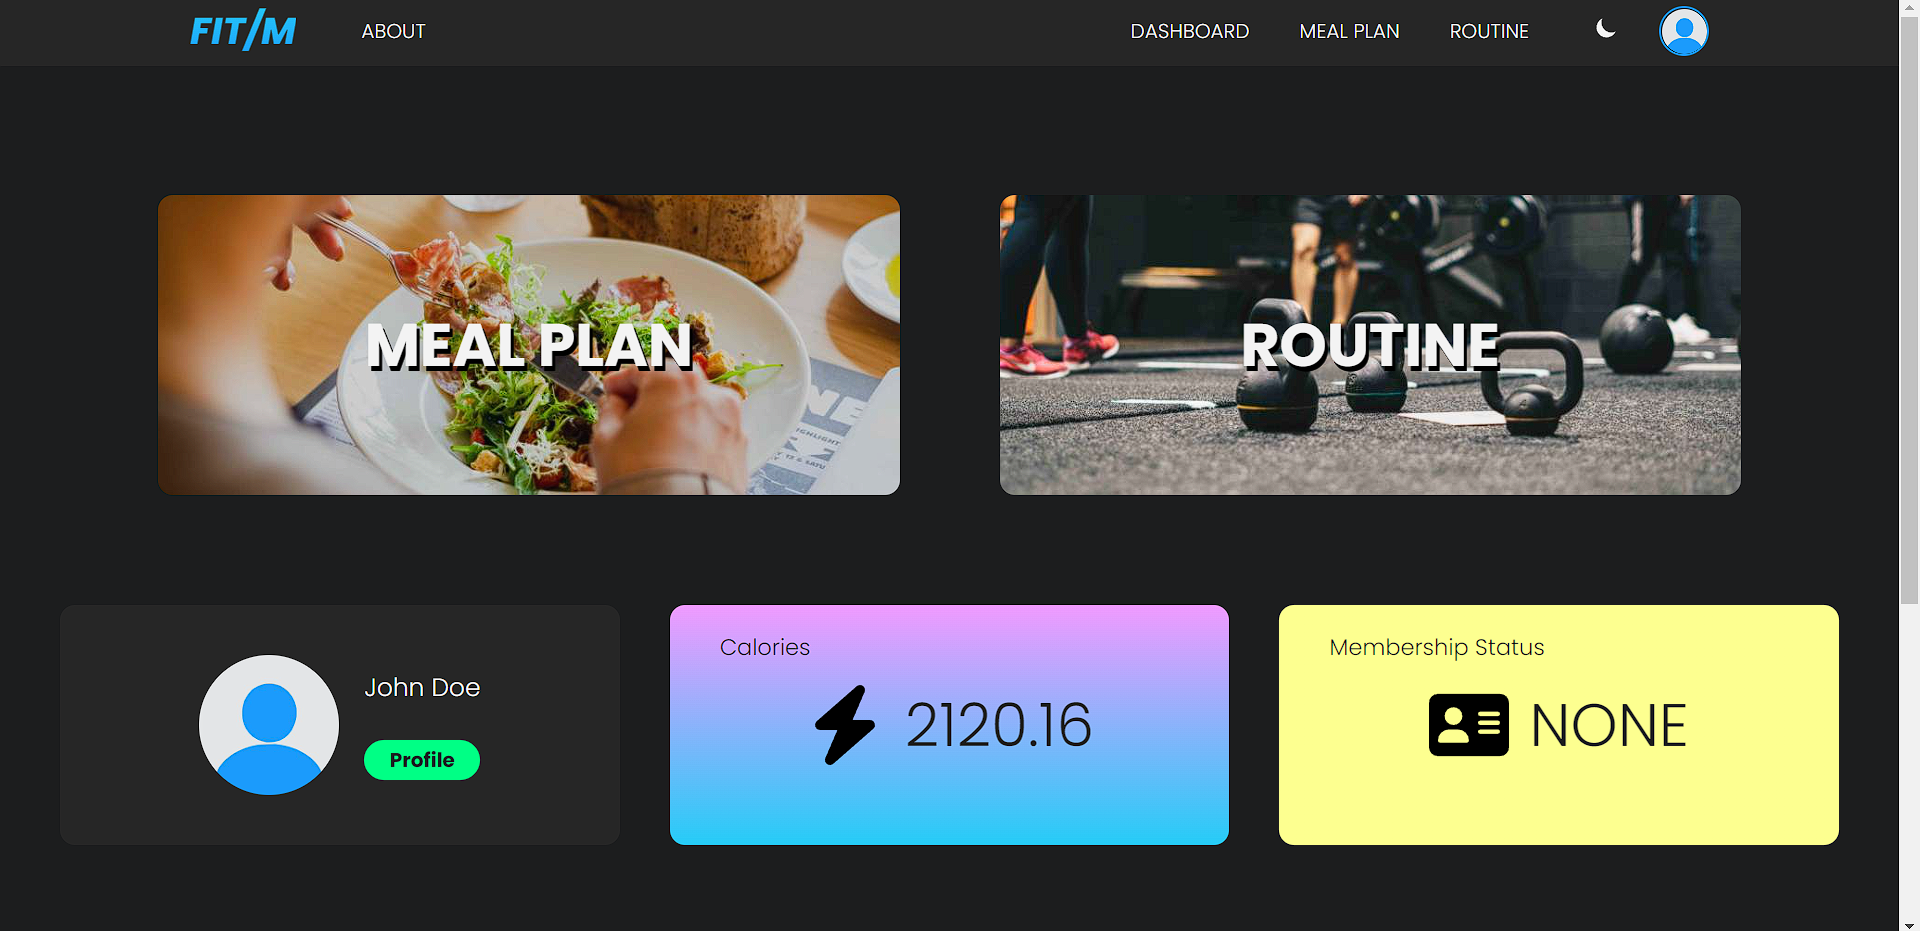 FIT/M
ABOUT
DASHBOARD
MEAL PLAN
ROUTINE
MEAL PLAN
ROUTINE
John Doe
Profile
Calories
2120.16
Membership Status
NONE